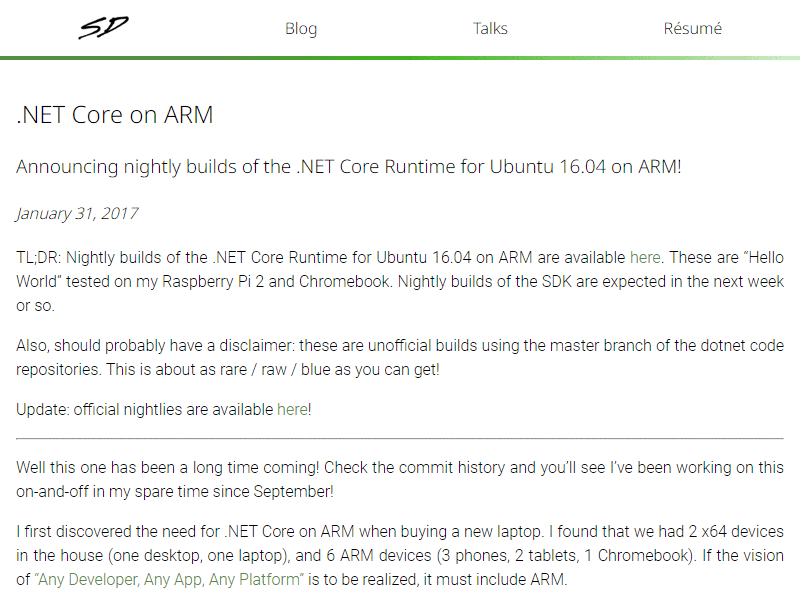 SD
Blog
Talks
Résumé
.NET Core on ARM
Announcing nightly builds of the .NET Core Runtime for Ubuntu 16.04 on ARM!
January 31, 2017
TL;DR: Nightly builds of the .NET Core Runtime for Ubuntu 16.04 on ARM are available here. These are “Hello
World” tested on my Raspberry Pi 2 and Chromebook. Nightly builds of the SDK are expected in the next week
or so.
Also, should probably have a disclaimer: these are unofficial builds using the master branch of the dotnet code
repositories. This is about as rare / raw / blue as you can get!
Update: official nightlies are available here!
Well this one has been a long time coming! Check the commit history and you’ll see I’ve been working on this
on-and-off in my spare time since September!
I first discovered the need for .NET Core on ARM when buying a new laptop. I found that we had 2 x64 devices
in the house (one desktop, one laptop), and 6 ARM devices (3 phones, 2 tablets, 1 Chromebook). If the vision
of “Any Developer, Any App, Any Platform” is to be realized, it must include ARM.